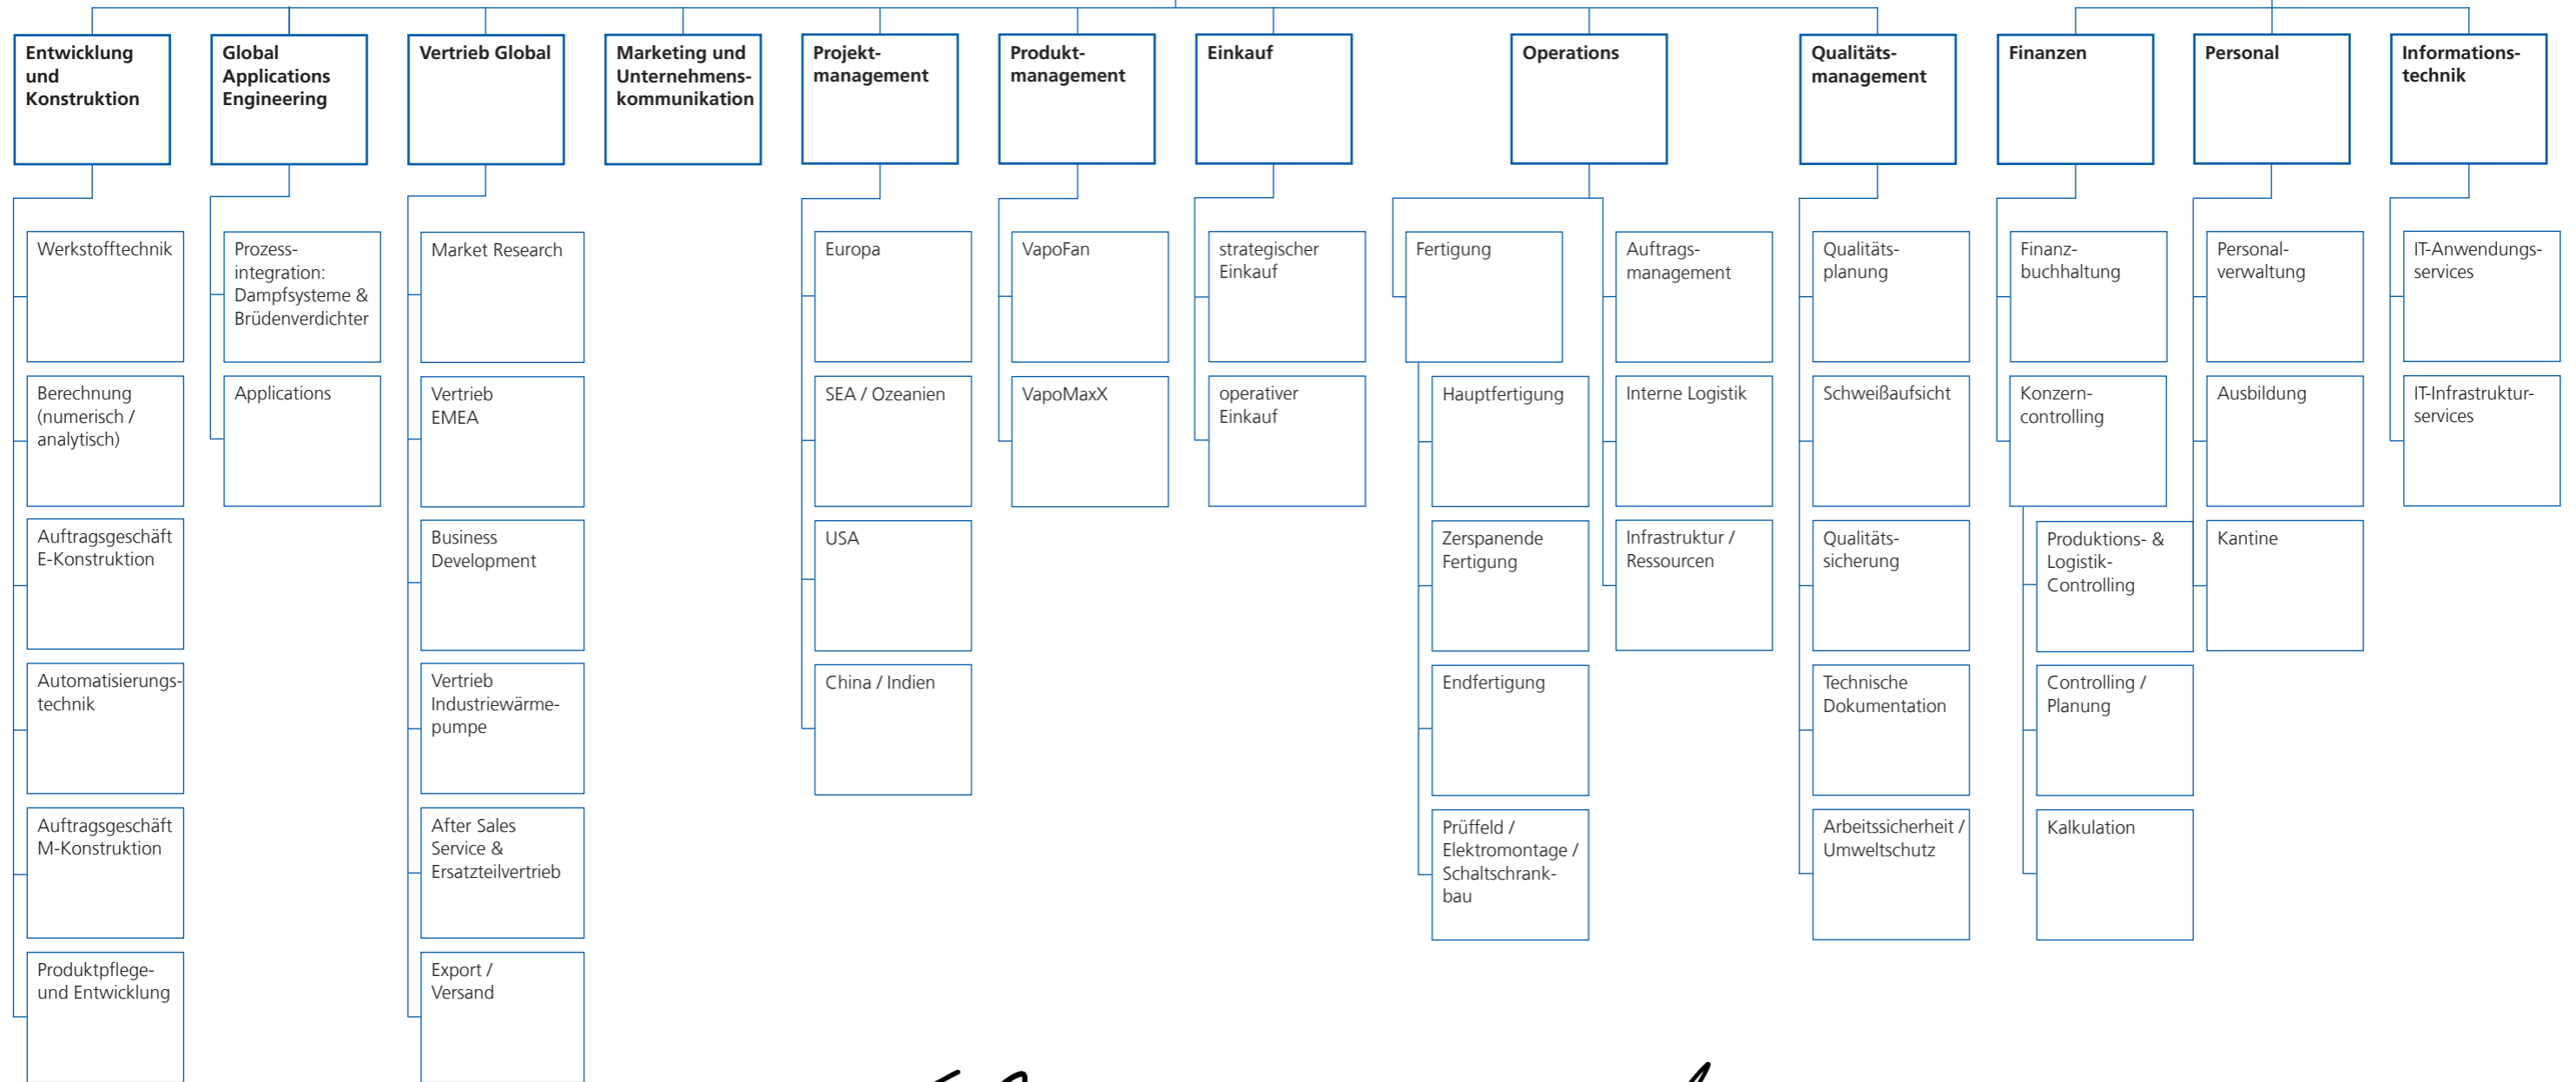 Entwicklung
und
Konstruktion
Global
Applications
Engineering
Vertrieb Global
Marketing und
Unternehmens-
kommunikation
Projekt-
management
Produkt-
management
Einkauf
Operations
Qualitäts-
management
Finanzen
Personal
Informations-
technik
Werkstofftechnik
Berechnung
(numerisch /
analytisch)
Auftragsgeschäft
E-Konstruktion
Automatisierungs-
technik
Auftragsgeschäft
M-Konstruktion
Produktpflege-
und Entwicklung
Prozess-
integration:
Dampfsysteme &
Brüdenverdichter
Applications
Market Research
Vertrieb
EMEA
Business
Development
Vertrieb
Industriewärme-
pumpe
After Sales
Service &
Ersatzteilvertrieb
Export /
Versand
Europa
SEA / Ozeanien
USA
China / Indien
VapoFan
VapoMaxX
strategischer
Einkauf
operativer
Einkauf
Fertigung
Hauptfertigung
Zerspanende
Fertigung
Endfertigung
Prüffeld /
Elektromontage /
Schaltschrank-
bau
Auftrags-
management
Interne Logistik
Infrastruktur /
Ressourcen
Qualitäts-
planung
Schweißaufsicht
Qualitäts-
sicherung
Technische
Dokumentation
Arbeitssicherheit /
Umweltschutz
Finanz-
buchhaltung
Konzern-
controlling
Produktions- &
Logistik-
Controlling
Controlling /
Planung
Kalkulation
Personal-
verwaltung
Ausbildung
Kantine
IT-Anwendungs-
services
IT-Infrastruktur-
services